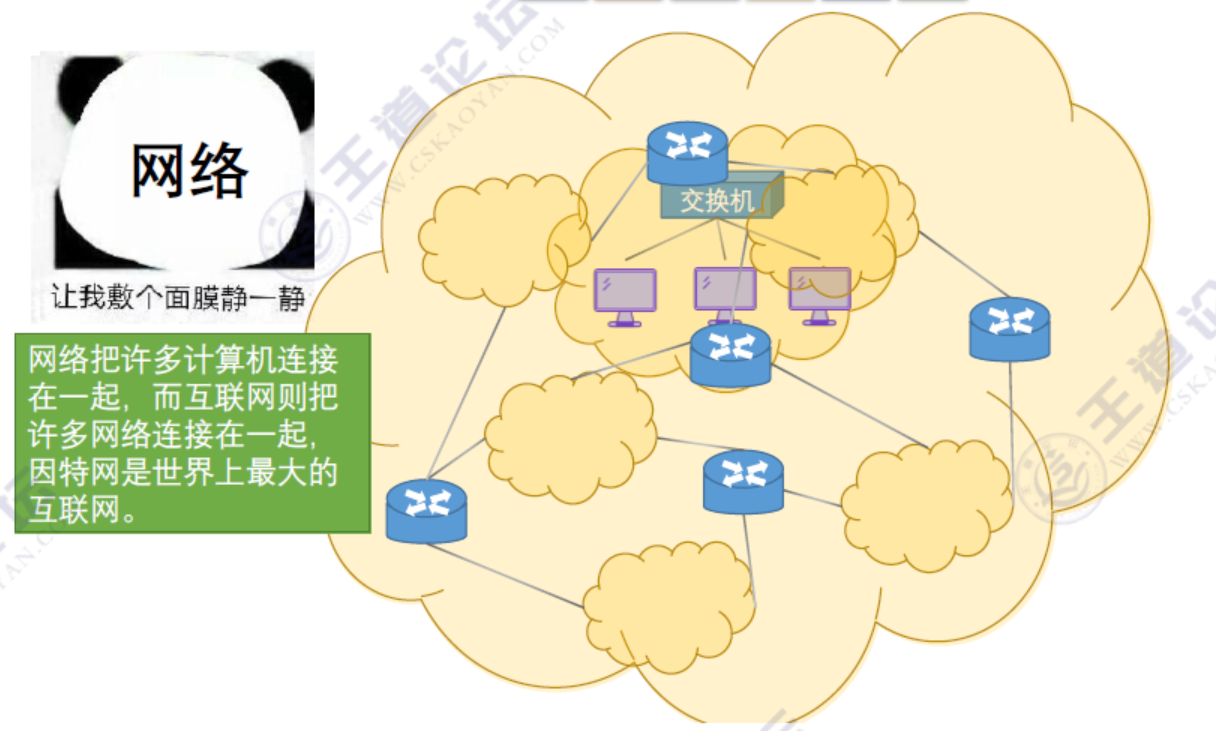 网络
让我敷个面膜静一静
网络把许多计算机连接
在一起，而互联网则把
许多网络连接在一起，
因特网是世界上最大的
互联网。
交换机
王道论坛
WWW.CSKAOYAN.COM